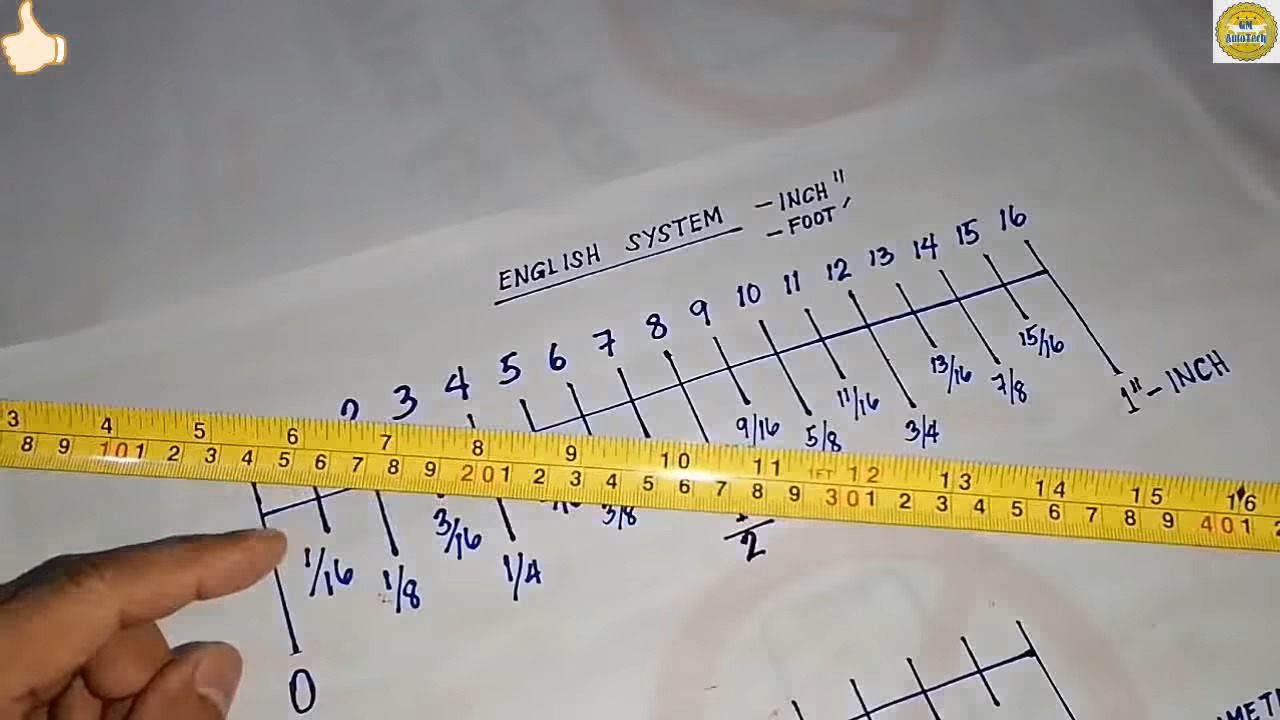 GM
AutoTech
ENGLISH SYSTEM - INCH "
- FOOT '
2 3 4 5 6 7 8 9 10 11 12 13 14 15 16
9/16 5/8 11/16 3/4 13/16 7/8 15/16 1" - INCH
3 4 5 6 7 8 9 10 11 1FT 12 13 14 15 16
8 9 10 1 2 3 4 5 6 7 8 9 20 1 2 3 4 5 6 7 8 9 30 1 2 3 4 5 6 7 8 9 40 1 2
1/16 1/8 3/16 1/4 3/8 1/2
0